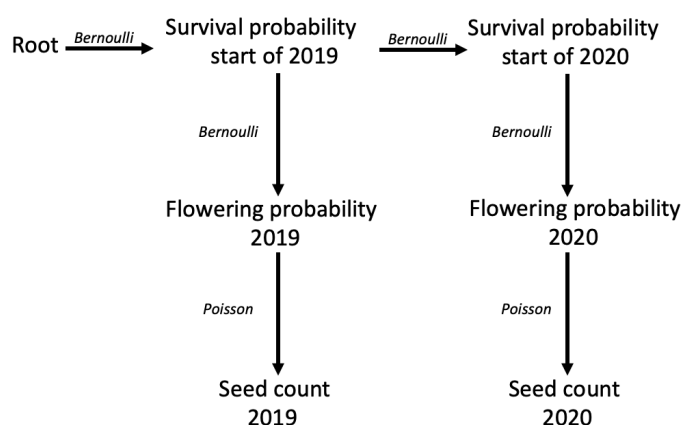 Root
Bernoulli
Survival probability
start of 2019
Bernoulli
Survival probability
start of 2020
Bernoulli
Bernoulli
Flowering probability
2019
Flowering probability
2020
Poisson
Poisson
Seed count
2019
Seed count
2020